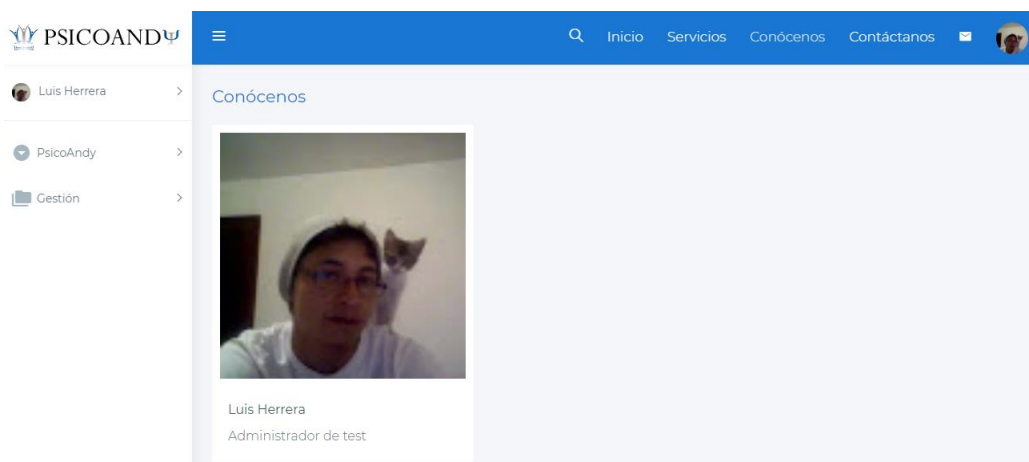 PSICOANDΨ
Inicio Servicios Conócenos Contáctanos
Luis Herrera
PsicoAndy
Gestión
Conócenos
Luis Herrera
Administrador de test